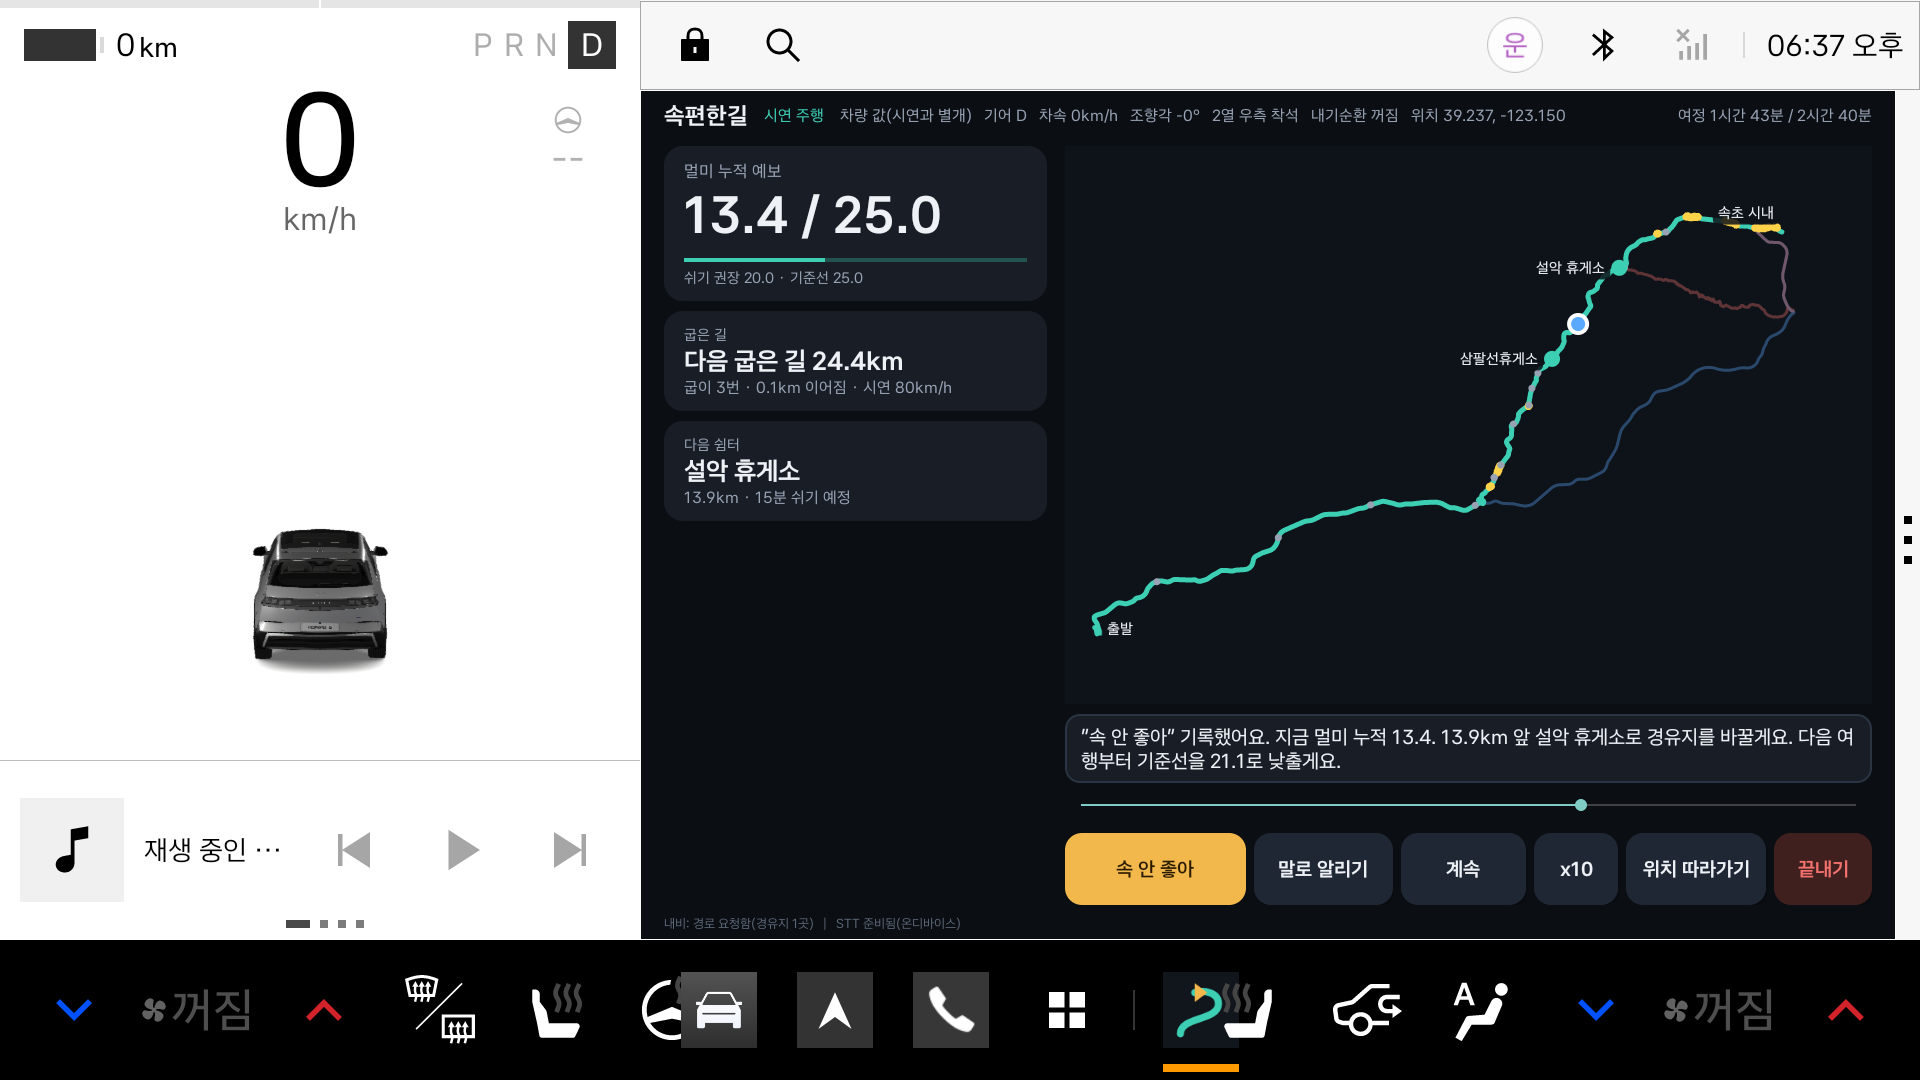 0 km
P R N D
0
km/h
--
재생 중인 ...
운
06:37 오후
속편한길 시연 주행 차량 값(시연과 별개) 기어 D 차속 0km/h 조향각 -0° 2열 우측 착석 내기순환 꺼짐 위치 39.237, -123.150 여정 1시간 43분 / 2시간 40분
멀미 누적 예보
13.4 / 25.0
쉬기 권장 20.0 · 기준선 25.0
굽은 길
다음 굽은 길 24.4km
굽이 3번 · 0.1km 이어짐 · 시연 80km/h
다음 쉼터
설악 휴게소
13.9km · 15분 쉬기 예정
속초 시내
설악 휴게소
삼팔선휴게소
출발
"속 안 좋아" 기록했어요. 지금 멀미 누적 13.4. 13.9km 앞 설악 휴게소로 경유지를 바꿀게요. 다음 여
행부터 기준선을 21.1로 낮출게요.
속 안 좋아 말로 알리기 계속 x10 위치 따라가기 끝내기
내비: 경로 요청함(경유지 1곳) | STT 준비됨(온디바이스)
꺼짐
A
꺼짐